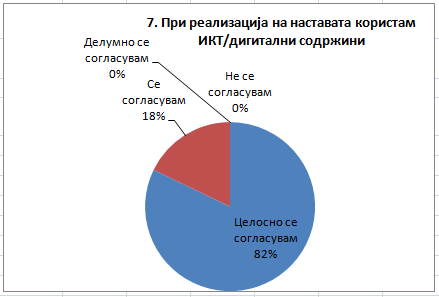 7. При реализација на наставата користам
ИКТ/дигитални содржини
Делумно се
согласувам
0%
Се
согласувам
18%
Не се
согласувам
0%
Целосно се
согласувам
82%